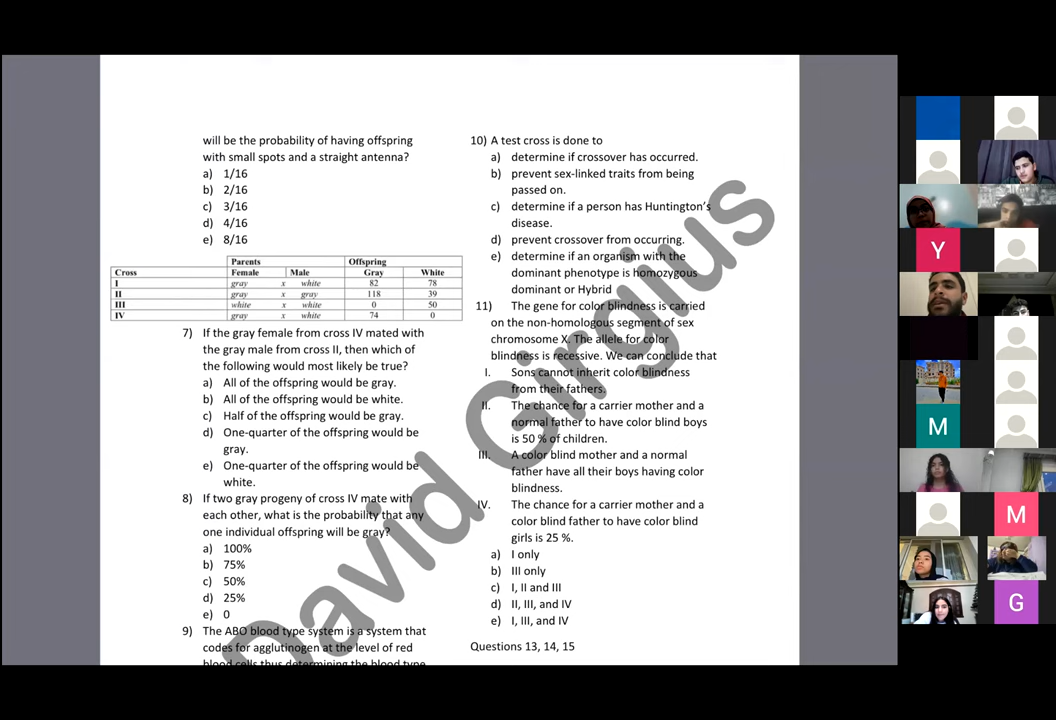 will be the probability of having offspring
with small spots and a straight antenna?
a) 1/16
b) 2/16
c) 3/16
d) 4/16
e) 8/16
Parents Offspring
Cross Female Male Gray White
I gray x white 82 78
II gray x gray 118 39
III white x white 0 50
IV gray x white 74 0
7) If the gray female from cross IV mated with
the gray male from cross II, then which of
the following would most likely be true?
a) All of the offspring would be gray.
b) All of the offspring would be white.
c) Half of the offspring would be gray.
d) One-quarter of the offspring would be
gray.
e) One-quarter of the offspring would be
white.
8) If two gray progeny of cross IV mate with
each other, what is the probability that any
one individual offspring will be gray?
a) 100%
b) 75%
c) 50%
d) 25%
e) 0
9) The ABO blood type system is a system that
codes for agglutinogen at the level of red
blood cells thus determining the blood type
10) A test cross is done to
a) determine if crossover has occurred.
b) prevent sex-linked traits from being
passed on.
c) determine if a person has Huntington's
disease.
d) prevent crossover from occurring.
e) determine if an organism with the
dominant phenotype is homozygous
dominant or Hybrid
11) The gene for color blindness is carried
on the non-homologous segment of sex
chromosome X. The allele for color
blindness is recessive. We can conclude that
I. Sons cannot inherit color blindness
from their fathers.
II. The chance for a carrier mother and a
normal father to have color blind boys
is 50 % of children.
III. A color blind mother and a normal
father have all their boys having color
blindness.
IV. The chance for a carrier mother and a
color blind father to have color blind
girls is 25 %.
a) I only
b) III only
c) I, II and III
d) II, III, and IV
e) I, III, and IV
Questions 13, 14, 15
David Girgius
Y
M
M
G